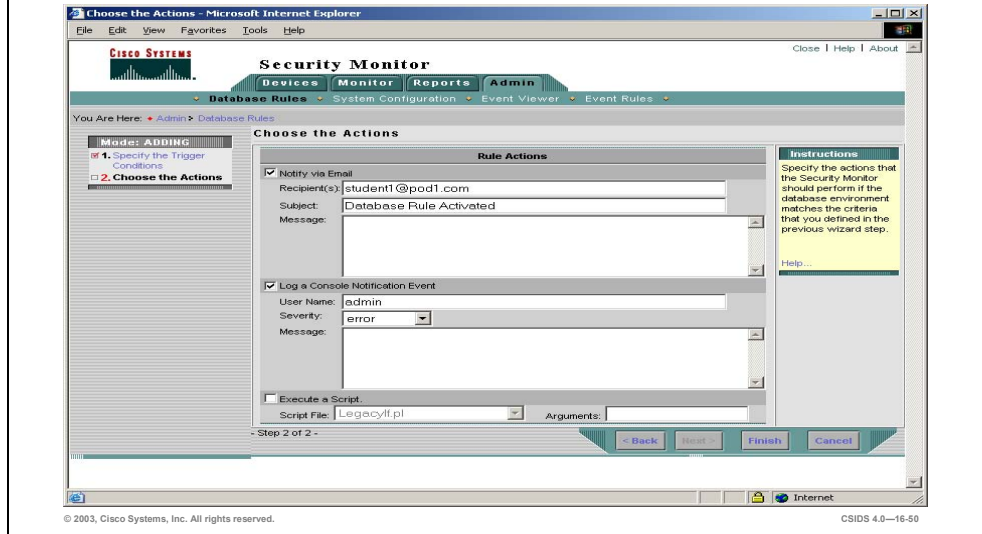 Choose the Actions - Microsoft Internet Explorer
File Edit View Favorites Tools Help
Close | Help | About
CISCO SYSTEMS
Security Monitor
Devices Monitor Reports Admin
Database Rules System Configuration Event Viewer Event Rules
You Are Here: Admin > Database Rules
Mode: ADDING
1. Specify the Trigger Conditions
2. Choose the Actions
Choose the Actions
Rule Actions
Notify via Email
Recipient(s): student1@pod1.com
Subject: Database Rule Activated
Message:
Log a Console Notification Event
User Name: admin
Severity: error
Message:
Execute a Script.
Script File: Legacylf.pl Arguments:
- Step 2 of 2 -
< Back Next > Finish Cancel
Instructions
Specify the actions that
the Security Monitor
should perform if the
database environment
matches the criteria
that you defined in the
previous wizard step.
Help...
Internet
© 2003, Cisco Systems, Inc. All rights reserved.
CSIDS 4.0—16-50